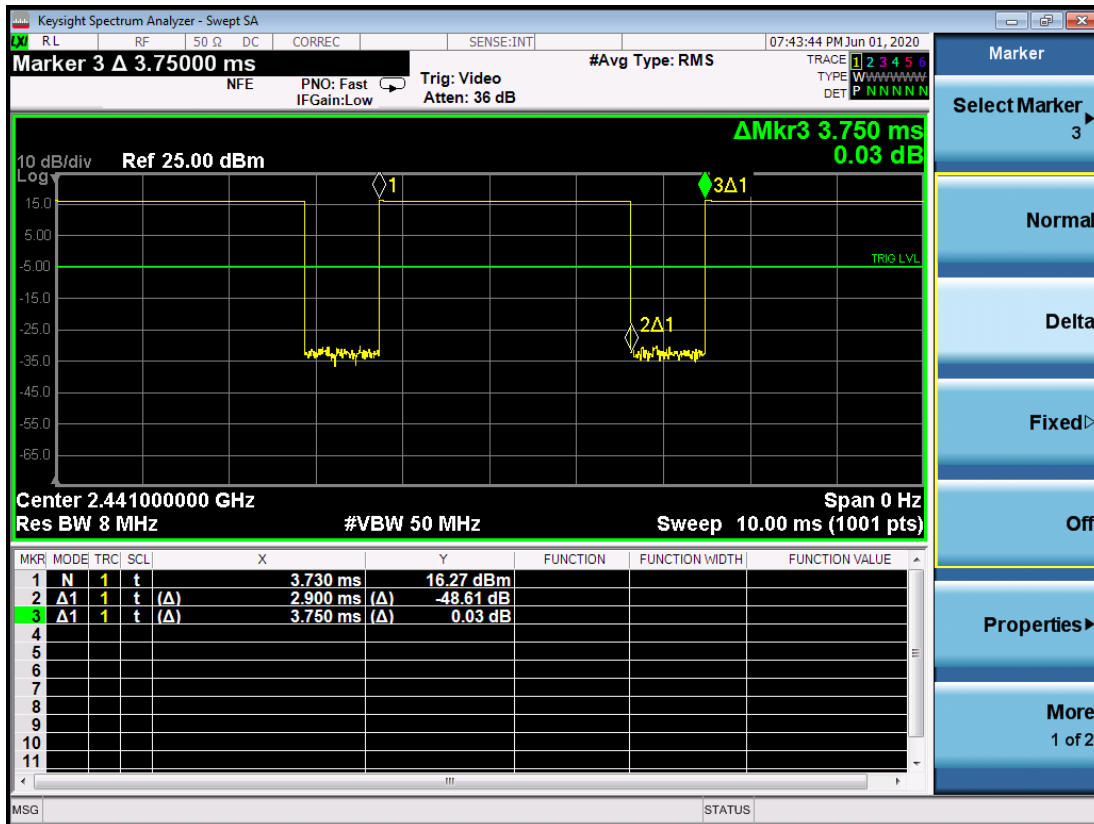 Keysight Spectrum Analyzer - Swept SA
LXI RL RF 50 Ω DC CORREC SENSE:INT 07:43:44 PM Jun 01, 2020
Marker 3 Δ 3.75000 ms
NFE
PNO: Fast
IFGain:Low
Trig: Video
Atten: 36 dB
#Avg Type: RMS
TRACE 1 2 3 4 5 6
TYPE WWWWWW
DET P N N N N N
ΔMkr3 3.750 ms
0.03 dB
10 dB/div Ref 25.00 dBm
Log
15.0
5.00
-5.00
-15.0
-25.0
-35.0
-45.0
-55.0
-65.0
1
3Δ1
TRIG LVL
2Δ1
Center 2.441000000 GHz Span 0 Hz
Res BW 8 MHz #VBW 50 MHz Sweep 10.00 ms (1001 pts)
MKR MODE TRC SCL X Y FUNCTION FUNCTION WIDTH FUNCTION VALUE
1 N 1 t 3.730 ms 16.27 dBm
2 Δ1 1 t (Δ) 2.900 ms (Δ) -48.61 dB
3 Δ1 1 t (Δ) 3.750 ms (Δ) 0.03 dB
4
5
6
7
8
9
10
11
MSG STATUS
Marker
Select Marker
3
Normal
Delta
Fixed
Off
Properties
More
1 of 2